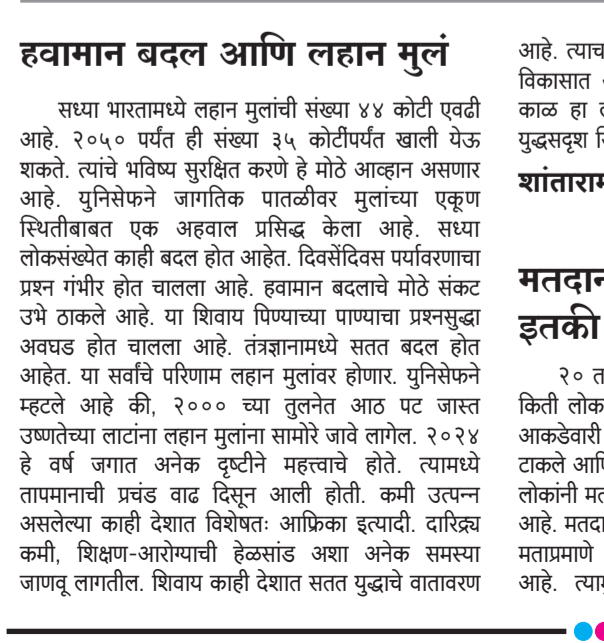 हवामान बदल आणि लहान मुलं
सध्या भारतामध्ये लहान मुलांची संख्या ४४ कोटी एवढी
आहे. २०५० पर्यंत ही संख्या ३५ कोटींपर्यंत खाली येऊ
शकते. त्यांचे भविष्य सुरक्षित करणे हे मोठे आव्हान असणार
आहे. युनिसेफने जागतिक पातळीवर मुलांच्या एकूण
स्थितीबाबत एक अहवाल प्रसिद्ध केला आहे. सध्या
लोकसंख्येत काही बदल होत आहेत. दिवसेंदिवस पर्यावरणाचा
प्रश्न गंभीर होत चालला आहे. हवामान बदलाचे मोठे संकट
उभे ठाकले आहे. या शिवाय पिण्याच्या पाण्याचा प्रश्नसुद्धा
अवघड होत चालला आहे. तंत्रज्ञानामध्ये सतत बदल होत
आहेत. या सर्वांचे परिणाम लहान मुलांवर होणार. युनिसेफने
म्हटले आहे की, २००० च्या तुलनेत आठ पट जास्त
उष्णतेच्या लाटांना लहान मुलांना सामोरे जावे लागेल. २०२४
हे वर्ष जगात अनेक दृष्टीने महत्त्वाचे होते. त्यामध्ये
तापमानाची प्रचंड वाढ दिसून आली होती. कमी उत्पन्न
असलेल्या काही देशात विशेषतः आफ्रिका इत्यादी. दारिद्र्य
कमी, शिक्षण-आरोग्याची हेळसांड अशा अनेक समस्या
जाणवू लागतील. शिवाय काही देशात सतत युद्धाचे वातावरण
आहे. त्याच
विकासात
काळ हा
युद्धसदृश
शांताराम
मतदान
इतकी
२० त
किती लोक
आकडेवारी
टाकले आणि
लोकांनी
आहे. मतदा
मताप्रमाणे
आहे.